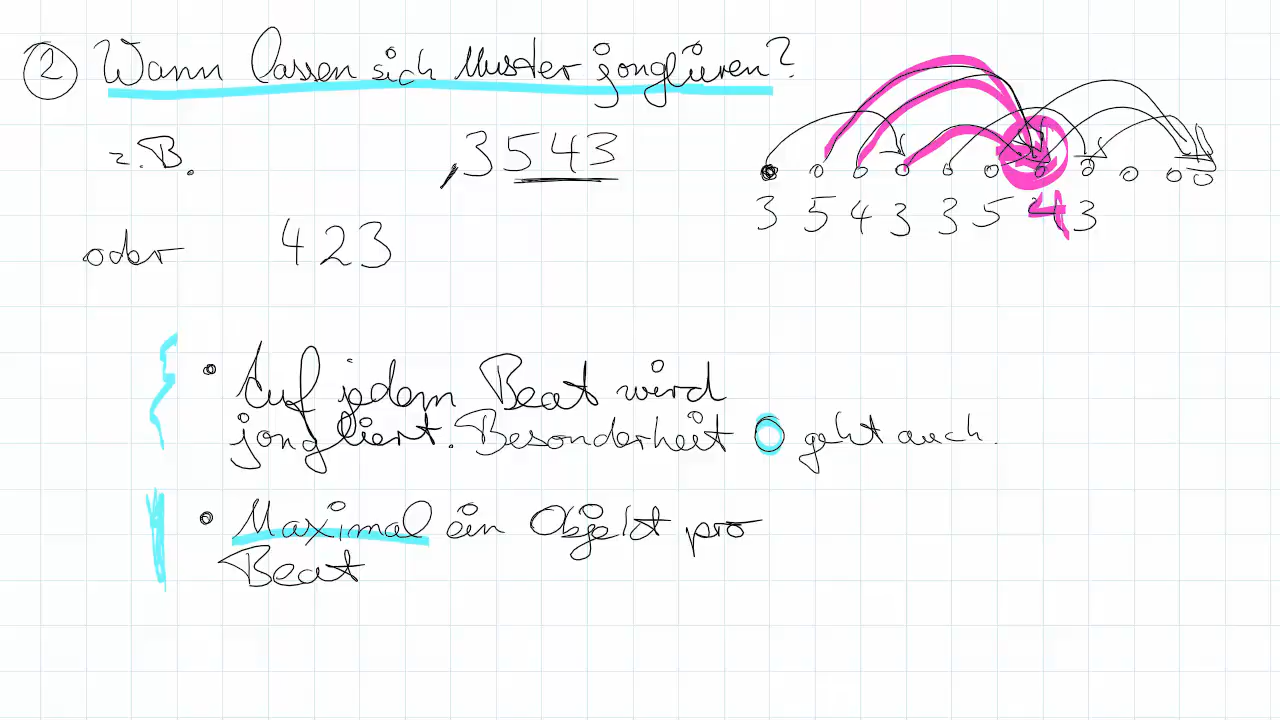 ② Wann lassen sich Muster jonglieren?
z.B. ,3543
3 5 4 3 3 5 4 3
oder 423
• Auf jedem Beat wird
jongliert. Besonderheit 0 geht auch.
• Maximal ein Objekt pro
Beat